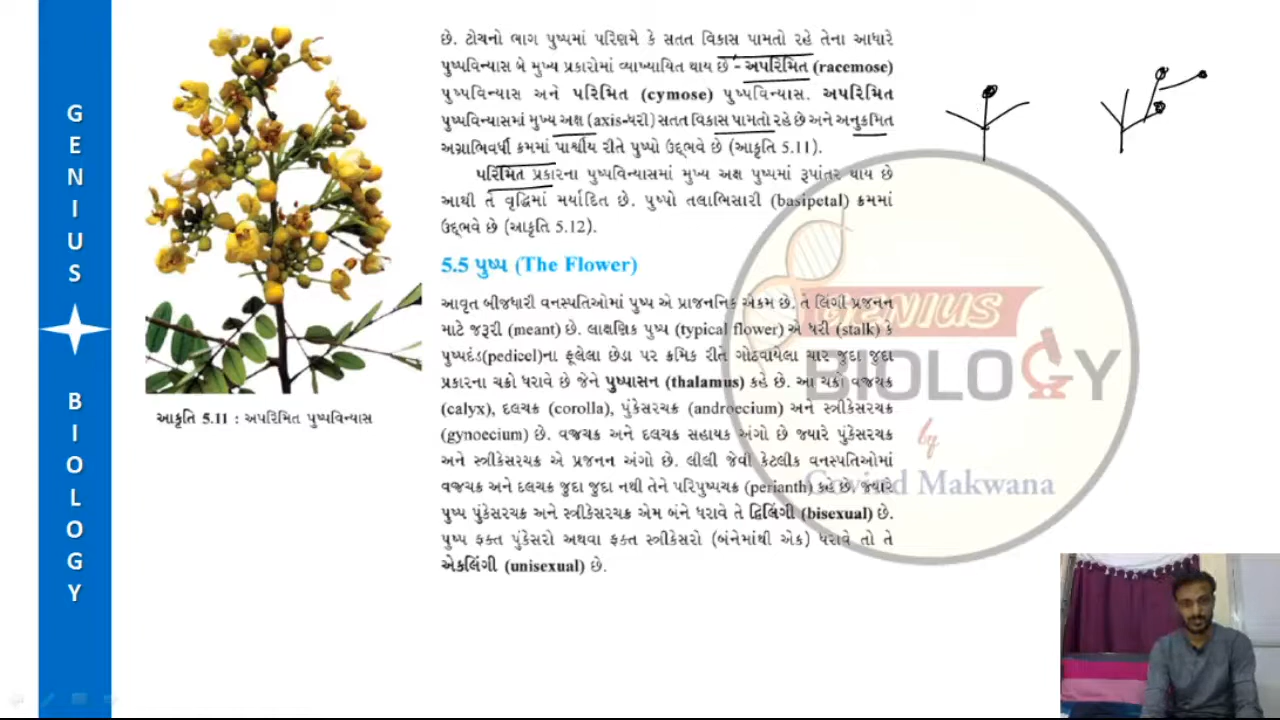 GENIUS
BIOLOGY
છે. ટોચનો ભાગ પુષ્પમાં પરિણમે કે સતત વિકાસ પામતો રહે તેના આધારે
પુષ્પવિન્યાસ બે મુખ્ય પ્રકારોમાં વ્યાખ્યાયિત થાય છે - અપરિમિત (racemose)
પુષ્પવિન્યાસ અને પરિમિત (cymose) પુષ્પવિન્યાસ. અપરિમિત
પુષ્પવિન્યાસમાં મુખ્ય અક્ષ (axis-ધરી) સતત વિકાસ પામતો રહે છે અને અનુક્રમિત
અગ્રાભિવર્ધી ક્રમમાં પાર્શ્વીય રીતે પુષ્પો ઉદ્ભવે છે (આકૃતિ 5.11).
પરિમિત પ્રકારના પુષ્પવિન્યાસમાં મુખ્ય અક્ષ પુષ્પમાં રૂપાંતર થાય છે
આથી તે વૃદ્ધિમાં મર્યાદિત છે. પુષ્પો તલાભિસારી (basipetal) ક્રમમાં
ઉદ્ભવે છે (આકૃતિ 5.12).
5.5 પુષ્પ (The Flower)
આવૃત બીજધારી વનસ્પતિઓમાં પુષ્પ એ પ્રાજનનિક એકમ છે. તે લિંગી પ્રજનન
માટે જરૂરી (meant) છે. લાક્ષણિક પુષ્પ (typical flower) એ ધરી (stalk) કે
પુષ્પદંડ(pedicel)ના ફૂલેલા છેડા પર ક્રમિક રીતે ગોઠવાયેલા ચાર જુદા જુદા
પ્રકારના ચક્રો ધરાવે છે જેને પુષ્પાસન (thalamus) કહે છે. આ ચક્રો વજ્રચક્ર
(calyx), દલચક્ર (corolla), પુંકેસરચક્ર (androecium) અને સ્ત્રીકેસરચક્ર
(gynoecium) છે. વજ્રચક્ર અને દલચક્ર સહાયક અંગો છે જ્યારે પુંકેસરચક્ર
અને સ્ત્રીકેસરચક્ર એ પ્રજનન અંગો છે. લીલી જેવી કેટલીક વનસ્પતિઓમાં
વજ્રચક્ર અને દલચક્ર જુદા જુદા નથી તેને પરિપુષ્પચક્ર (perianth) કહે છે. જ્યારે
પુષ્પ પુંકેસરચક્ર અને સ્ત્રીકેસરચક્ર એમ બંને ધરાવે તે દ્વિલિંગી (bisexual) છે.
પુષ્પ ફક્ત પુંકેસરો અથવા ફક્ત સ્ત્રીકેસરો (બંનેમાંથી એક) ધરાવે તો તે
એકલિંગી (unisexual) છે.
આકૃતિ 5.11 : અપરિમિત પુષ્પવિન્યાસ
GENIUS
BIOLOGY
by
Govind Makwana